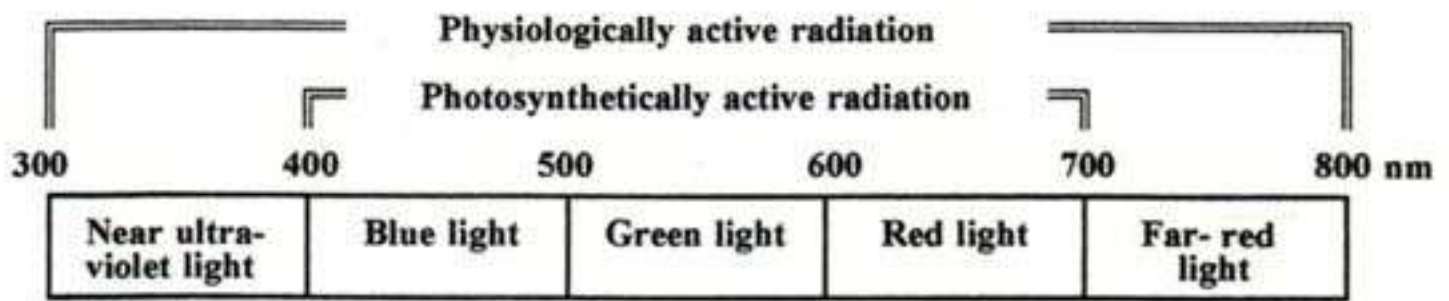 Physiologically active radiation
Photosynthetically active radiation
300 400 500 600 700 800 nm
Near ultra-
violet light
Blue light
Green light
Red light
Far- red
light